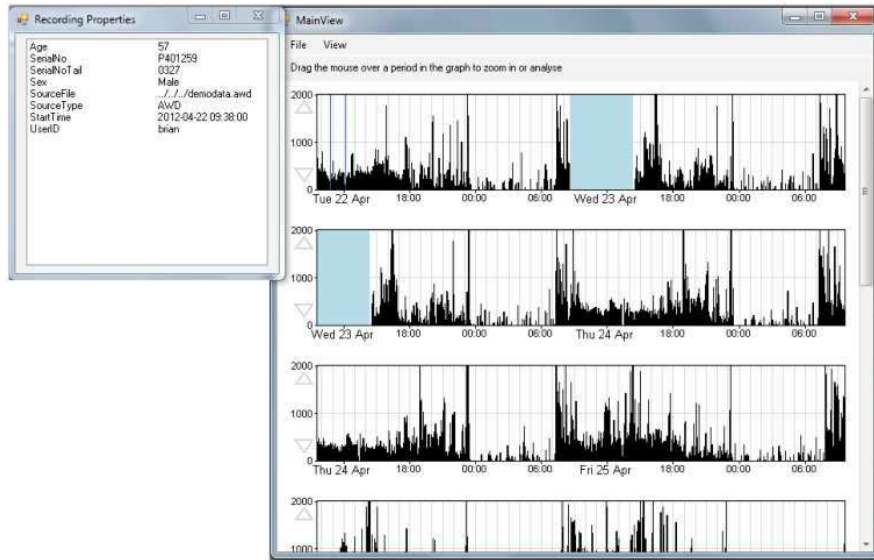 Recording Properties
Age 57
SerialNo P401259
SerialNoTail 0327
Sex Male
SourceFile .../../../demodata.awd
SourceType AWD
StartTime 2012-04-22 09:38:00
UserID brian
MainView
File View
Drag the mouse over a period in the graph to zoom in or analyse
2000
1000
0
Tue 22 Apr 18:00 00:00 06:00 Wed 23 Apr 18:00 00:00 06:00
2000
1000
0
Wed 23 Apr 18:00 00:00 06:00 Thu 24 Apr 18:00 00:00 06:00
2000
1000
0
Thu 24 Apr 18:00 00:00 06:00 Fri 25 Apr 18:00 00:00 06:00
2000
1000